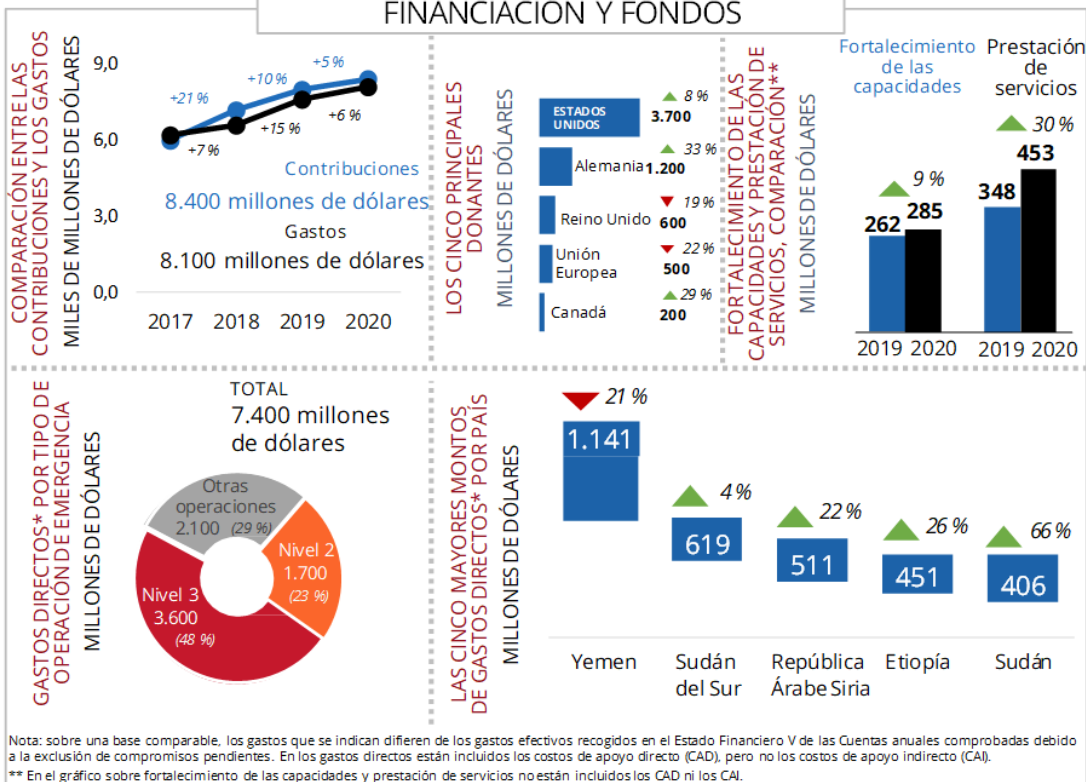 FINANCIACIÓN Y FONDOS
COMPARACIÓN ENTRE LAS
CONTRIBUCIONES Y LOS GASTOS
MILES DE MILLONES DE DÓLARES
9,0
6,0
3,0
0,0
+21 %
+10 %
+5 %
+7 %
+15 %
+6 %
Contribuciones
8.400 millones de dólares
Gastos
8.100 millones de dólares
2017 2018 2019 2020
LOS CINCO PRINCIPALES
DONANTES
MILLONES DE DÓLARES
ESTADOS
UNIDOS
8 %
3.700
Alemania
33 %
1.200
Reino Unido
19 %
600
Unión
Europea
22 %
500
Canadá
29 %
200
FORTALECIMIENTO DE LAS
CAPACIDADES Y PRESTACIÓN DE
SERVICIOS, COMPARACIÓN**
MILLONES DE DÓLARES
Fortalecimiento
de las
capacidades
Prestación
de
servicios
9 %
262 285
30 %
348 453
2019 2020 2019 2020
GASTOS DIRECTOS* POR TIPO DE
OPERACIÓN DE EMERGENCIA
MILLONES DE DÓLARES
TOTAL
7.400 millones
de dólares
Otras
operaciones
2.100 (29 %)
Nivel 2
1.700
(23 %)
Nivel 3
3.600
(48 %)
LAS CINCO MAYORES MONTOS
DE GASTOS DIRECTOS* POR PAÍS
MILLONES DE DÓLARES
21 %
1.141
4 %
619
22 %
511
26 %
451
66 %
406
Yemen
Sudán
del Sur
República
Árabe Siria
Etiopía
Sudán
Nota: sobre una base comparable, los gastos que se indican difieren de los gastos efectivos recogidos en el Estado Financiero V de las Cuentas anuales comprobadas debido
a la exclusión de compromisos pendientes. En los gastos directos están incluidos los costos de apoyo directo (CAD), pero no los costos de apoyo indirecto (CAI).
** En el gráfico sobre fortalecimiento de las capacidades y prestación de servicios no están incluidos los CAD ni los CAI.